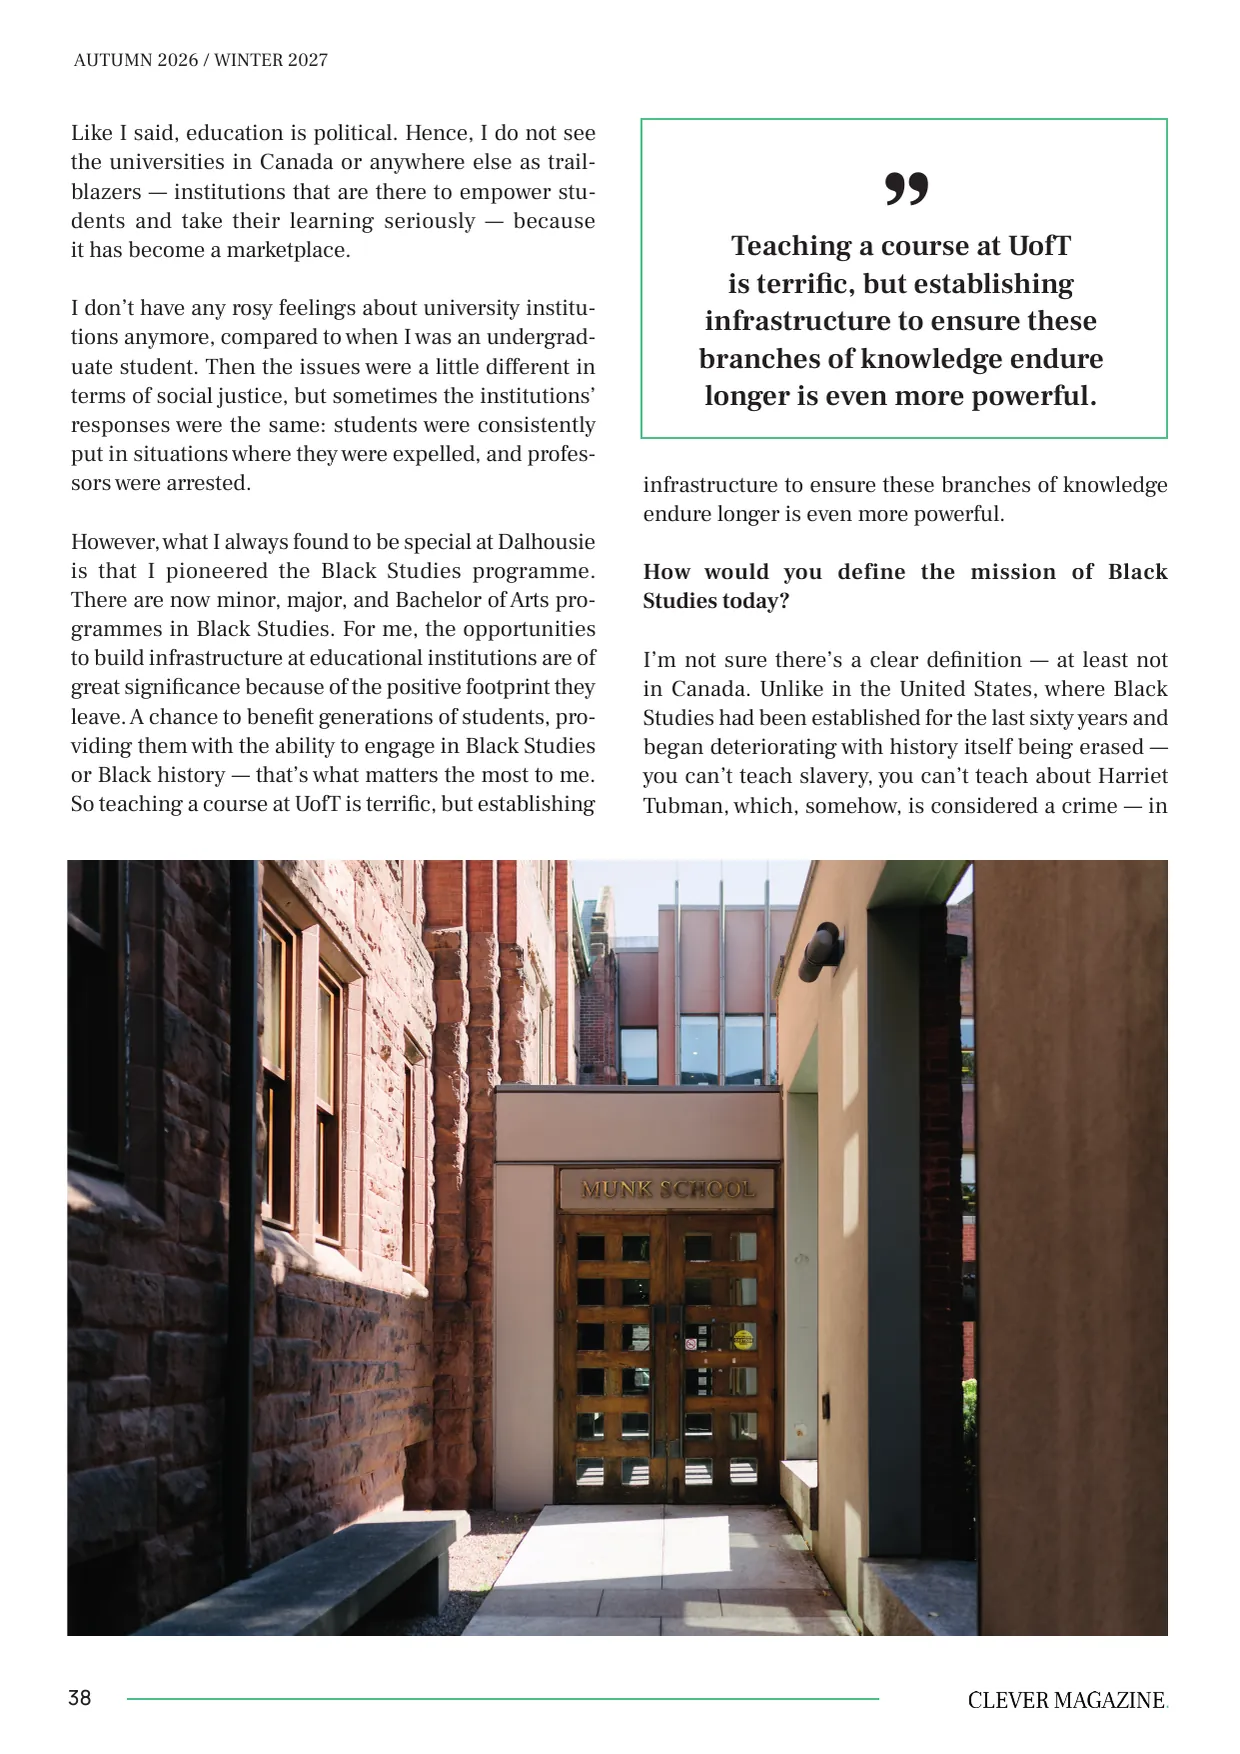 AUTUMN 2026 / WINTER 2027
Like I said, education is political. Hence, I do not see
the universities in Canada or anywhere else as trail-
blazers — institutions that are there to empower stu-
dents and take their learning seriously — because
it has become a marketplace.
I don’t have any rosy feelings about university institu-
tions anymore, compared to when I was an undergrad-
uate student. Then the issues were a little different in
terms of social justice, but sometimes the institutions’
responses were the same: students were consistently
put in situations where they were expelled, and profes-
sors were arrested.
However, what I always found to be special at Dalhousie
is that I pioneered the Black Studies programme.
There are now minor, major, and Bachelor of Arts pro-
grammes in Black Studies. For me, the opportunities
to build infrastructure at educational institutions are of
great significance because of the positive footprint they
leave. A chance to benefit generations of students, pro-
viding them with the ability to engage in Black Studies
or Black history — that’s what matters the most to me.
So teaching a course at UofT is terrific, but establishing
”
Teaching a course at UofT
is terrific, but establishing
infrastructure to ensure these
branches of knowledge endure
longer is even more powerful.
infrastructure to ensure these branches of knowledge
endure longer is even more powerful.
How would you define the mission of Black
Studies today?
I’m not sure there’s a clear definition — at least not
in Canada. Unlike in the United States, where Black
Studies had been established for the last sixty years and
began deteriorating with history itself being erased —
you can’t teach slavery, you can’t teach about Harriet
Tubman, which, somehow, is considered a crime — in
MUNK SCHOOL
38
CLEVER MAGAZINE